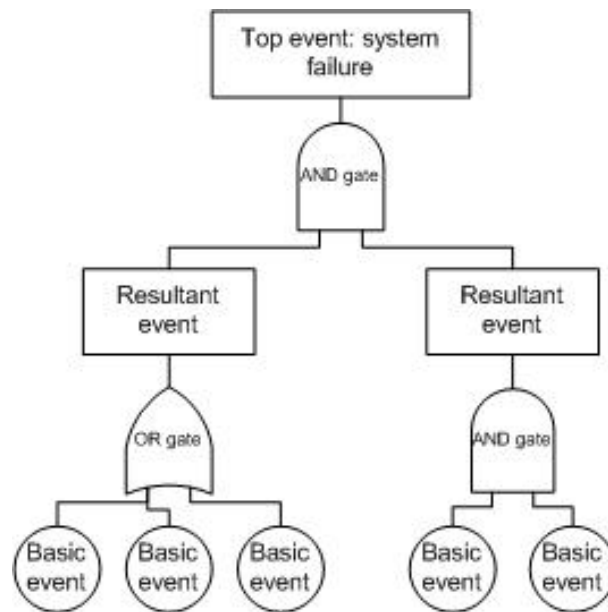 Top event: system
failure
AND gate
Resultant
event
Resultant
event
OR gate
AND gate
Basic
event
Basic
event
Basic
event
Basic
event
Basic
event